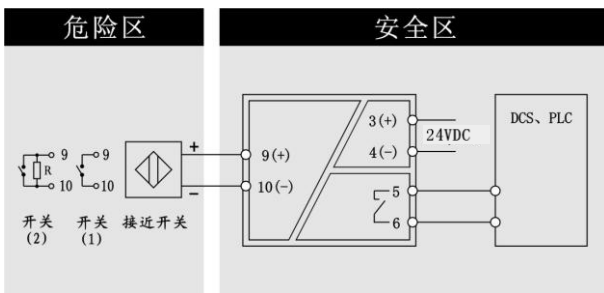 危险区
安全区
3(+)
24VDC
4(-)
DCS、PLC
9
R
10
9
10
+
-
9(+)
10(-)
5
6
开关
(2)
开关
(1)
接近开关